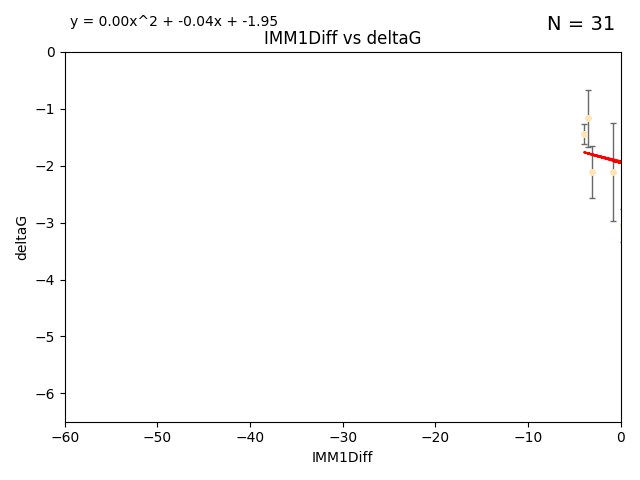 y = 0.00x^2 + -0.04x + -1.95
N = 31
IMM1Diff vs deltaG
0
−1
−2
−3
−4
−5
−6
deltaG
−60
−50
−40
−30
−20
−10
0
IMM1Diff